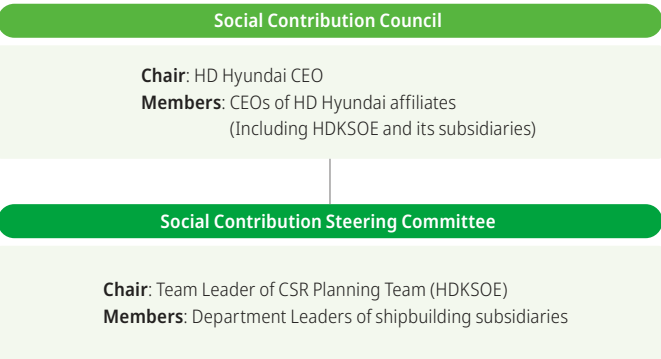 Social Contribution Council
Chair: HD Hyundai CEO
Members: CEOs of HD Hyundai affiliates
(Including HDKSOE and its subsidiaries)
Social Contribution Steering Committee
Chair: Team Leader of CSR Planning Team (HDKSOE)
Members: Department Leaders of shipbuilding subsidiaries